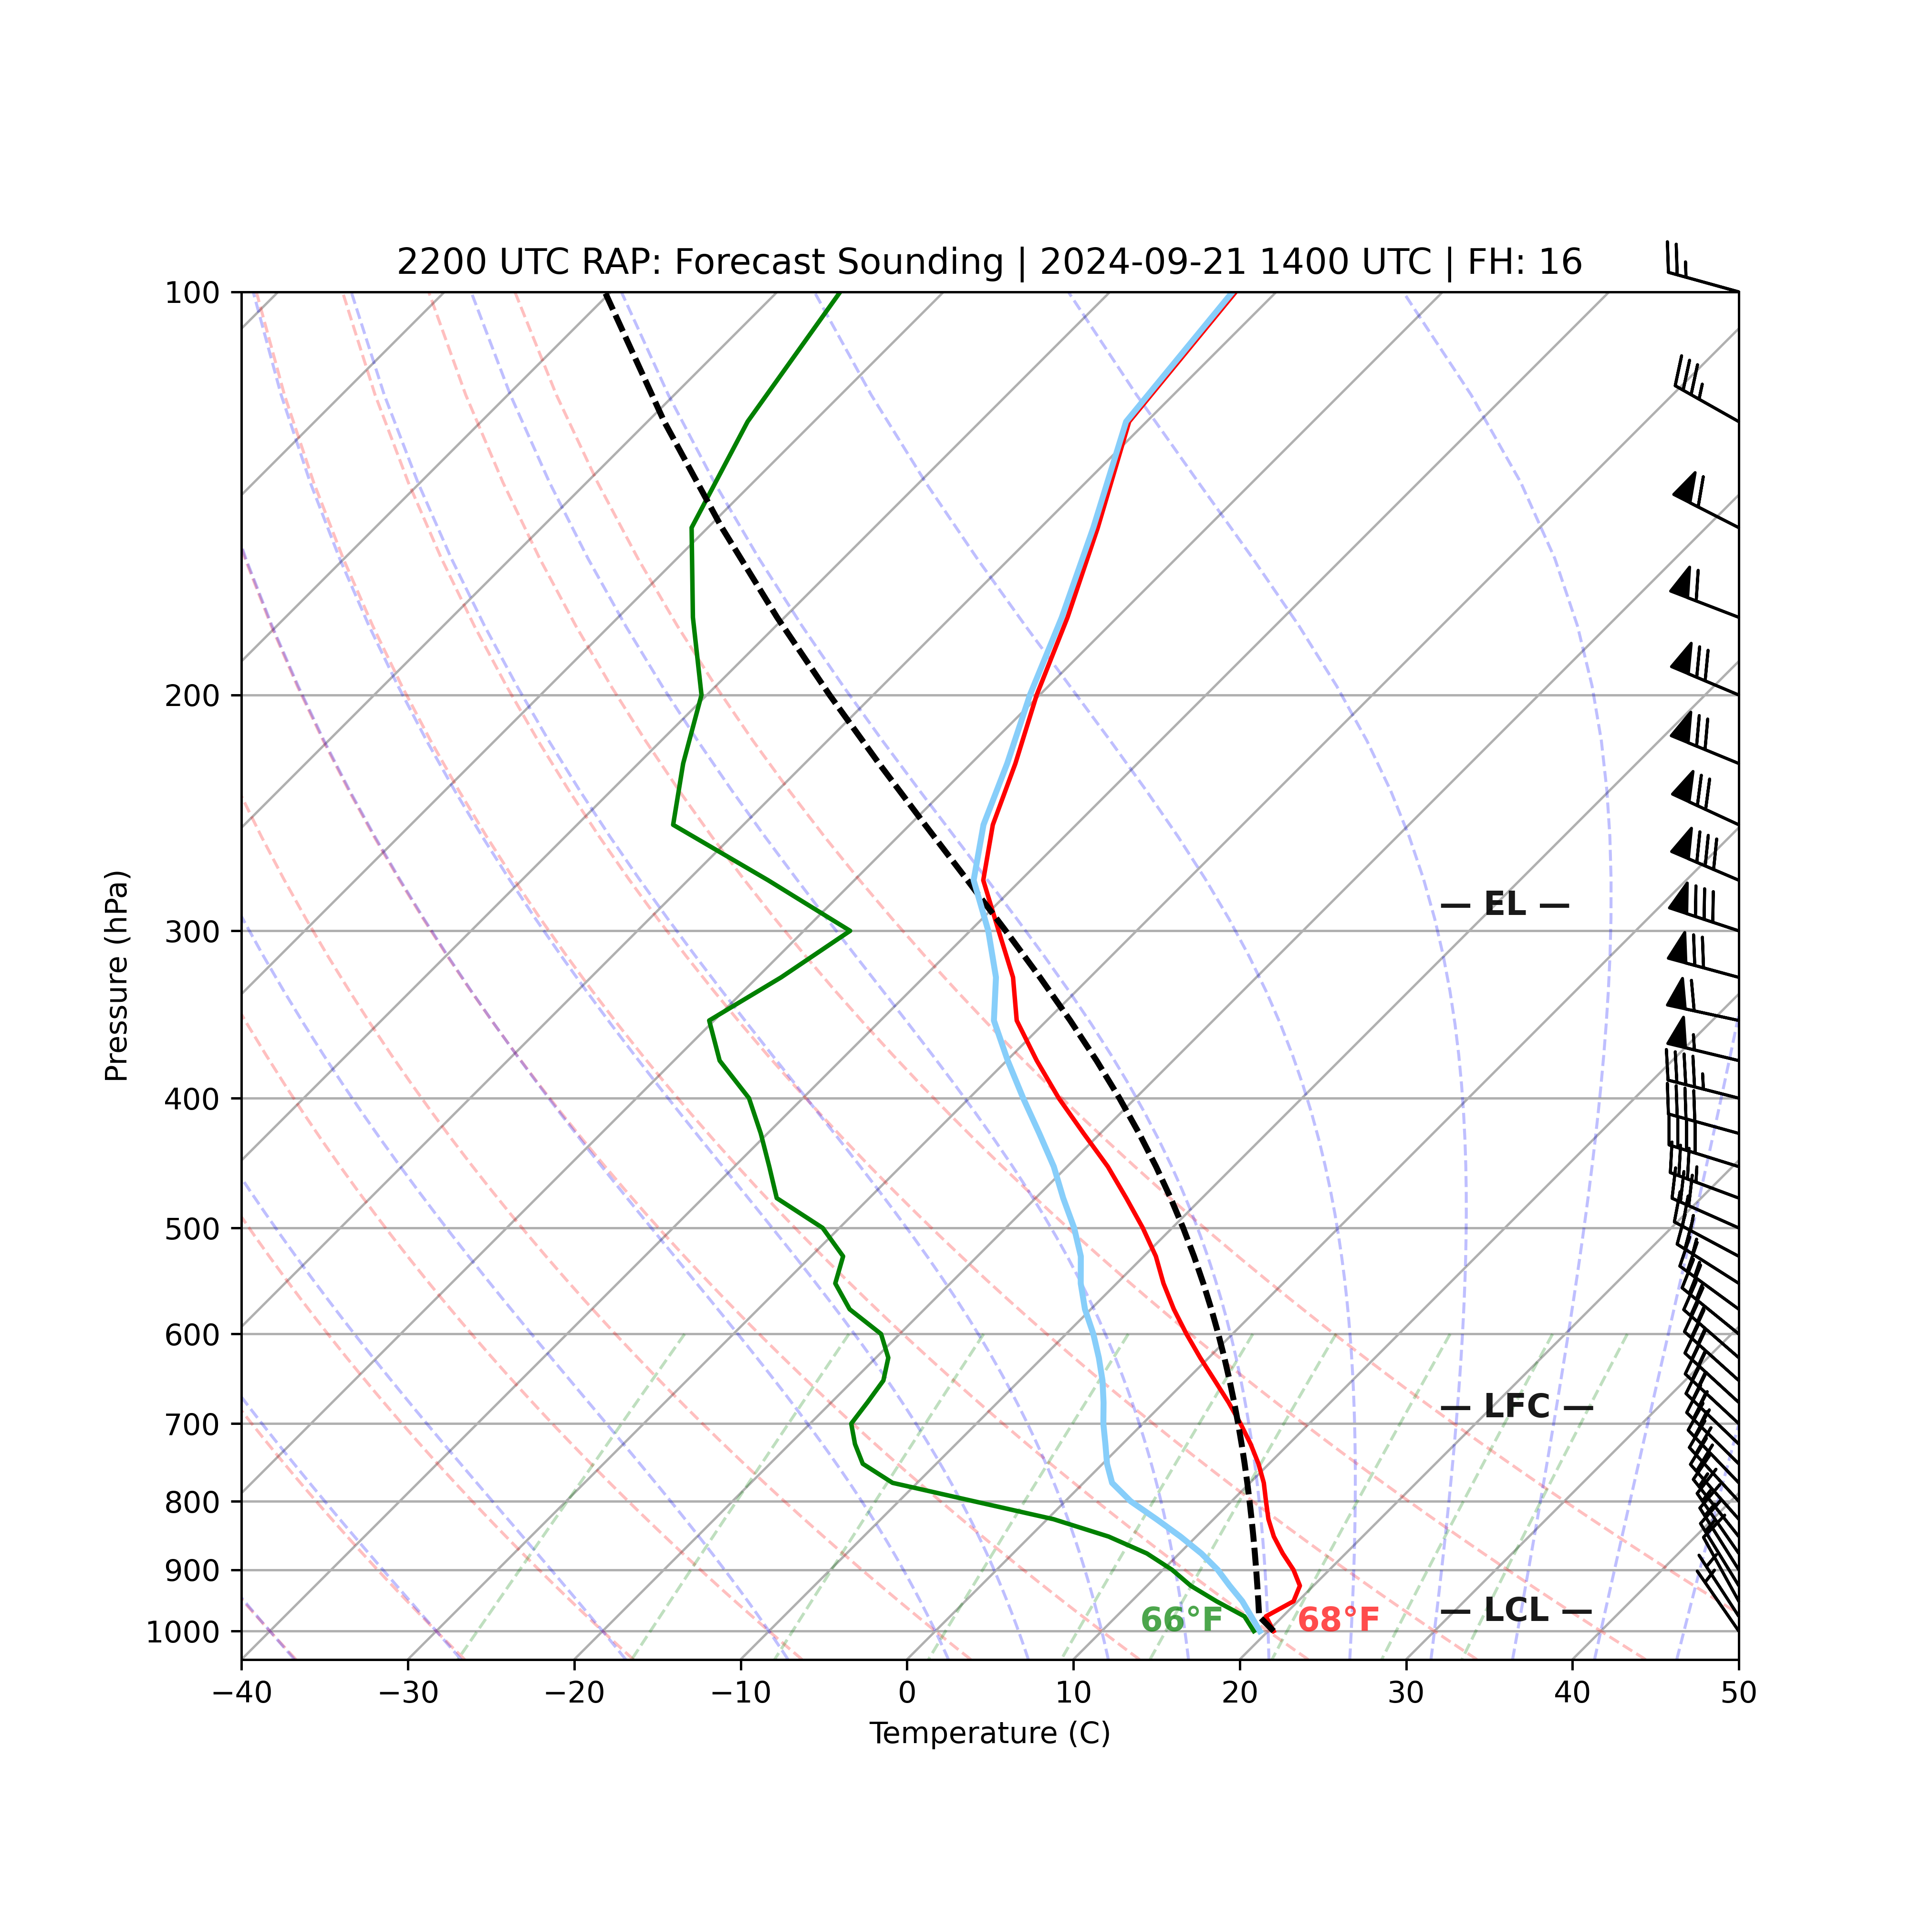 2200 UTC RAP: Forecast Sounding | 2024-09-21 1400 UTC | FH: 16
100
200
300
400
500
600
700
800
900
1000
Pressure (hPa)
— EL —
— LFC —
— LCL —
66°F
68°F
−40 −30 −20 −10 0 10 20 30 40 50
Temperature (C)